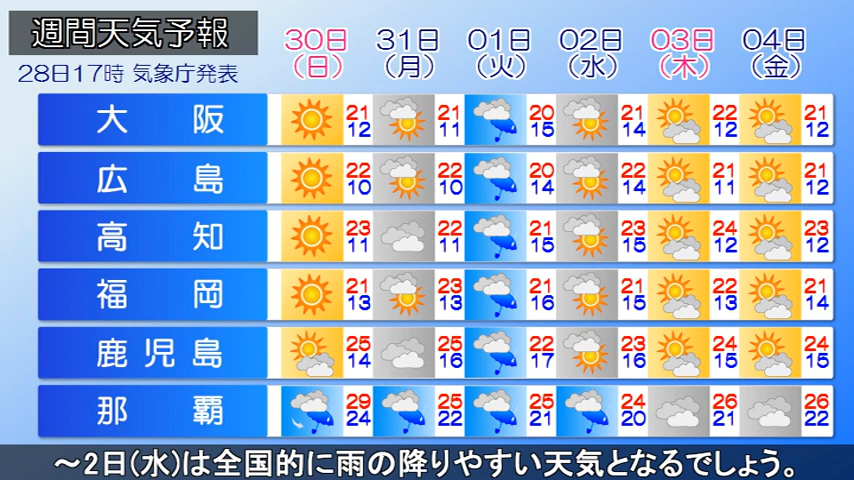 週間天気予報
28日17時 気象庁発表
30日 31日 01日 02日 03日 04日
(日) (月) (火) (水) (木) (金)
大阪 21 12 21 11 20 15 21 14 22 12 21 12
広島 22 10 22 10 20 14 22 14 21 11 21 12
高知 23 11 22 11 21 15 23 15 24 12 23 12
福岡 21 13 23 13 21 16 21 15 22 13 21 14
鹿児島 25 14 25 16 22 17 23 16 24 15 24 15
那覇 29 24 25 22 25 21 24 20 26 21 26 22
～2日(水)は全国的に雨の降りやすい天気となるでしょう。